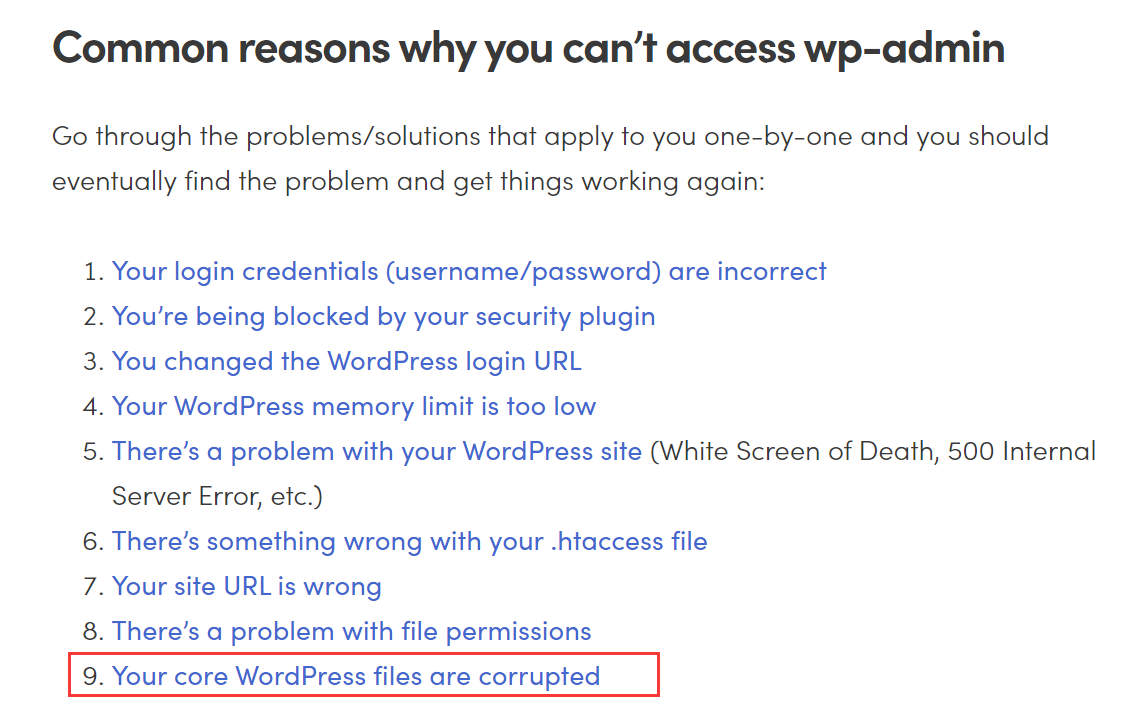 Common reasons why you can’t access wp-admin
Go through the problems/solutions that apply to you one-by-one and you should
eventually find the problem and get things working again:
1. Your login credentials (username/password) are incorrect
2. You’re being blocked by your security plugin
3. You changed the WordPress login URL
4. Your WordPress memory limit is too low
5. There’s a problem with your WordPress site (White Screen of Death, 500 Internal
Server Error, etc.)
6. There’s something wrong with your .htaccess file
7. Your site URL is wrong
8. There’s a problem with file permissions
9. Your core WordPress files are corrupted